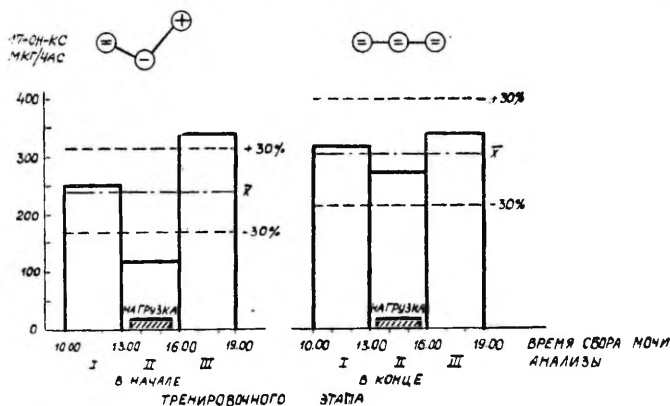 17-ОН-КС
МКГ/ЧАС
= - +
= = =
400
300
250
200
100
0
+30%
X̄
-30%
+30%
X̄
-30%
НАГРУЗКА
НАГРУЗКА
10.00 13.00 16.00 19.00
10.00 13.00 16.00 19.00
ВРЕМЯ СБОРА МОЧИ
I II III
I II III
АНАЛИЗЫ
В НАЧАЛЕ
В КОНЦЕ
ТРЕНИРОВОЧНОГО ЭТАПА